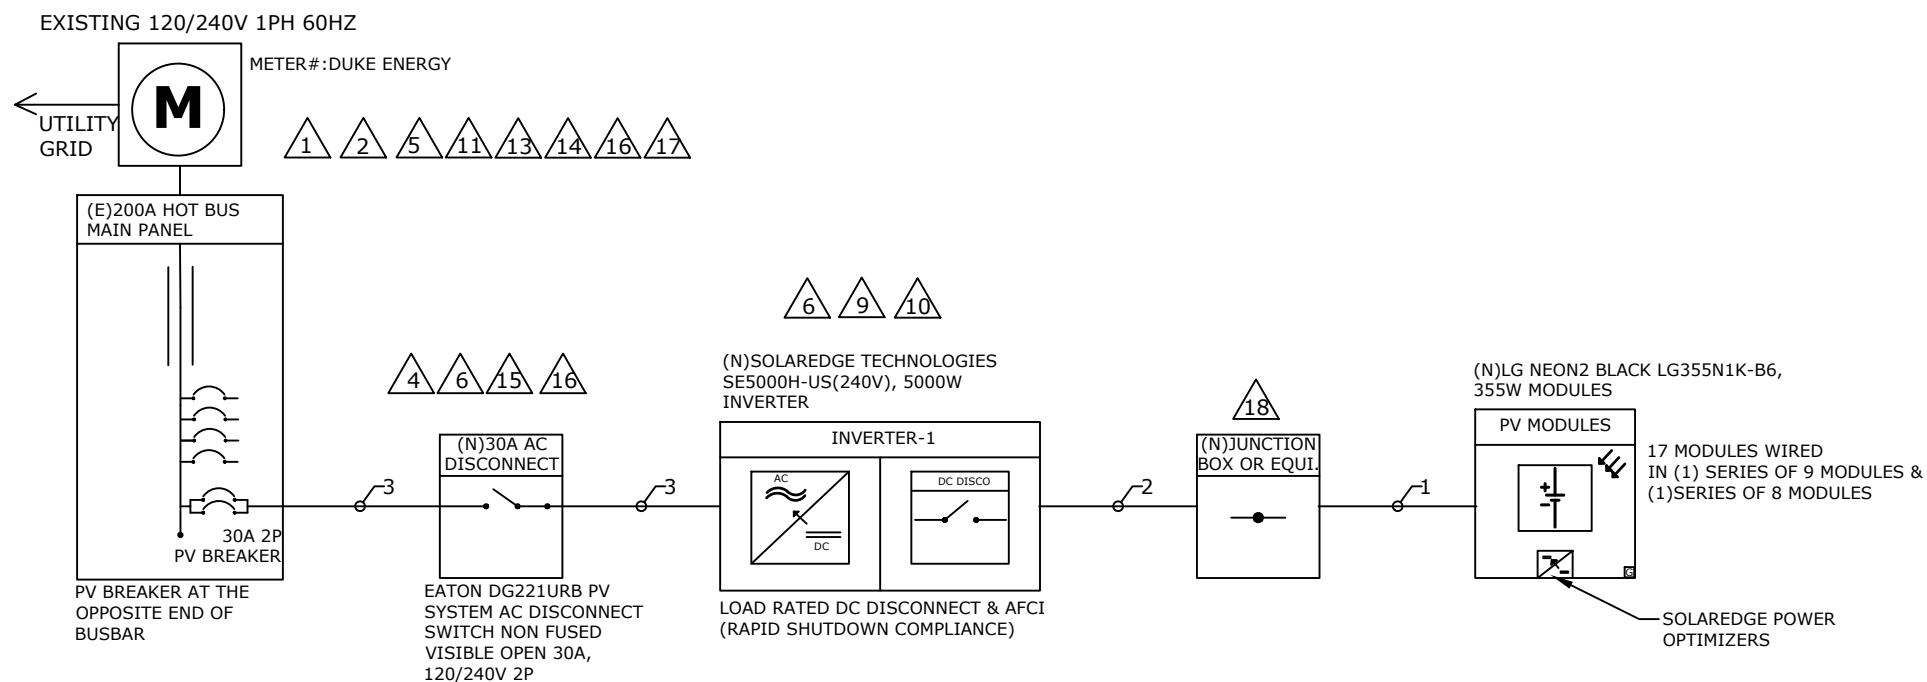 EXISTING 120/240V 1PH 60HZ
METER#:DUKE ENERGY
M
UTILITY
GRID
1 2 5 11 13 14 16 17
(E)200A HOT BUS
MAIN PANEL
30A 2P
PV BREAKER
PV BREAKER AT THE
OPPOSITE END OF
BUSBAR
3
4 6 15 16
(N)30A AC
DISCONNECT
EATON DG221URB PV
SYSTEM AC DISCONNECT
SWITCH NON FUSED
VISIBLE OPEN 30A,
120/240V 2P
3
6 9 10
(N)SOLAREDGE TECHNOLOGIES
SE5000H-US(240V), 5000W
INVERTER
INVERTER-1
AC
DC
DC DISCO
LOAD RATED DC DISCONNECT & AFCI
(RAPID SHUTDOWN COMPLIANCE)
2
18
(N)JUNCTION
BOX OR EQUI.
1
(N)LG NEON2 BLACK LG355N1K-B6,
355W MODULES
PV MODULES
G
17 MODULES WIRED
IN (1) SERIES OF 9 MODULES &
(1)SERIES OF 8 MODULES
SOLAREDGE POWER
OPTIMIZERS